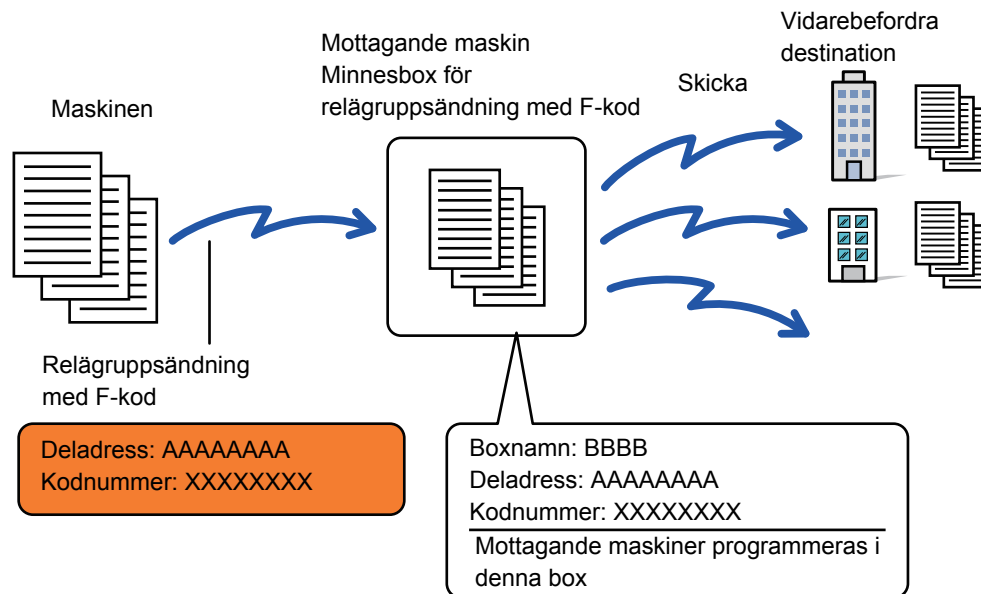 Maskinen
Mottagande maskin
Minnesbox för
relägruppsändning med F-kod
Skicka
Vidarebefordra
destination
Relägruppsändning
med F-kod
Deladress: AAAAAAAA
Kodnummer: XXXXXXXX
Boxnamn: BBBB
Deladress: AAAAAAAA
Kodnummer: XXXXXXXX
Mottagande maskiner programmeras i
denna box